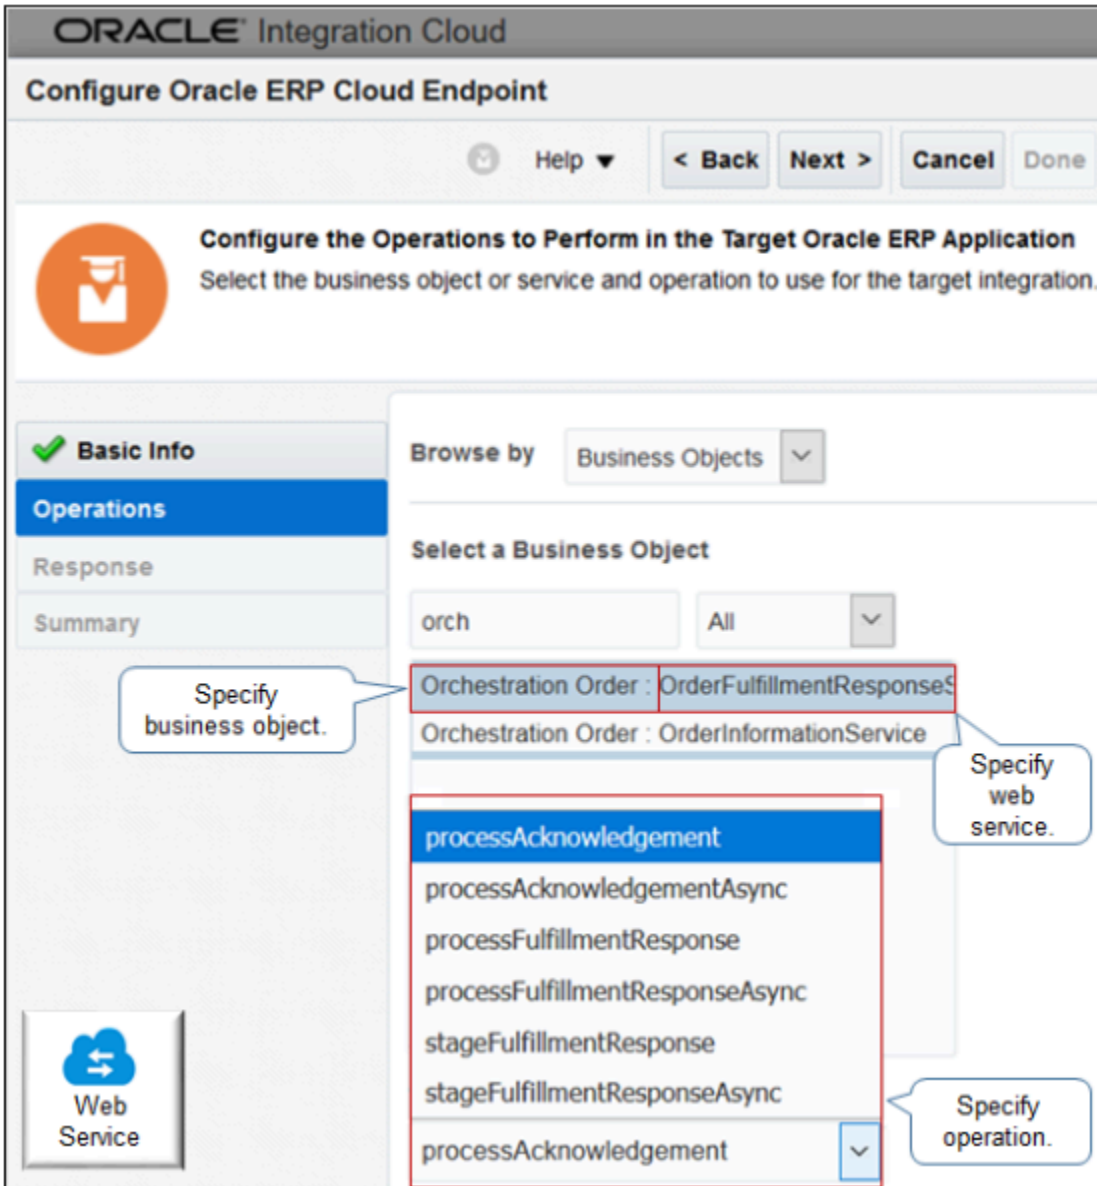 ORACLE® Integration Cloud
Configure Oracle ERP Cloud Endpoint
Help
< Back
Next >
Cancel
Done
Configure the Operations to Perform in the Target Oracle ERP Application
Select the business object or service and operation to use for the target integration.
Basic Info
Operations
Response
Summary
Browse by
Business Objects
Select a Business Object
orch
All
Specify
business object.
Orchestration Order : OrderFulfillmentResponseS
Orchestration Order : OrderInformationService
Specify
web
service.
processAcknowledgement
processAcknowledgementAsync
processFulfillmentResponse
processFulfillmentResponseAsync
stageFulfillmentResponse
stageFulfillmentResponseAsync
processAcknowledgement
Specify
operation.
Web
Service